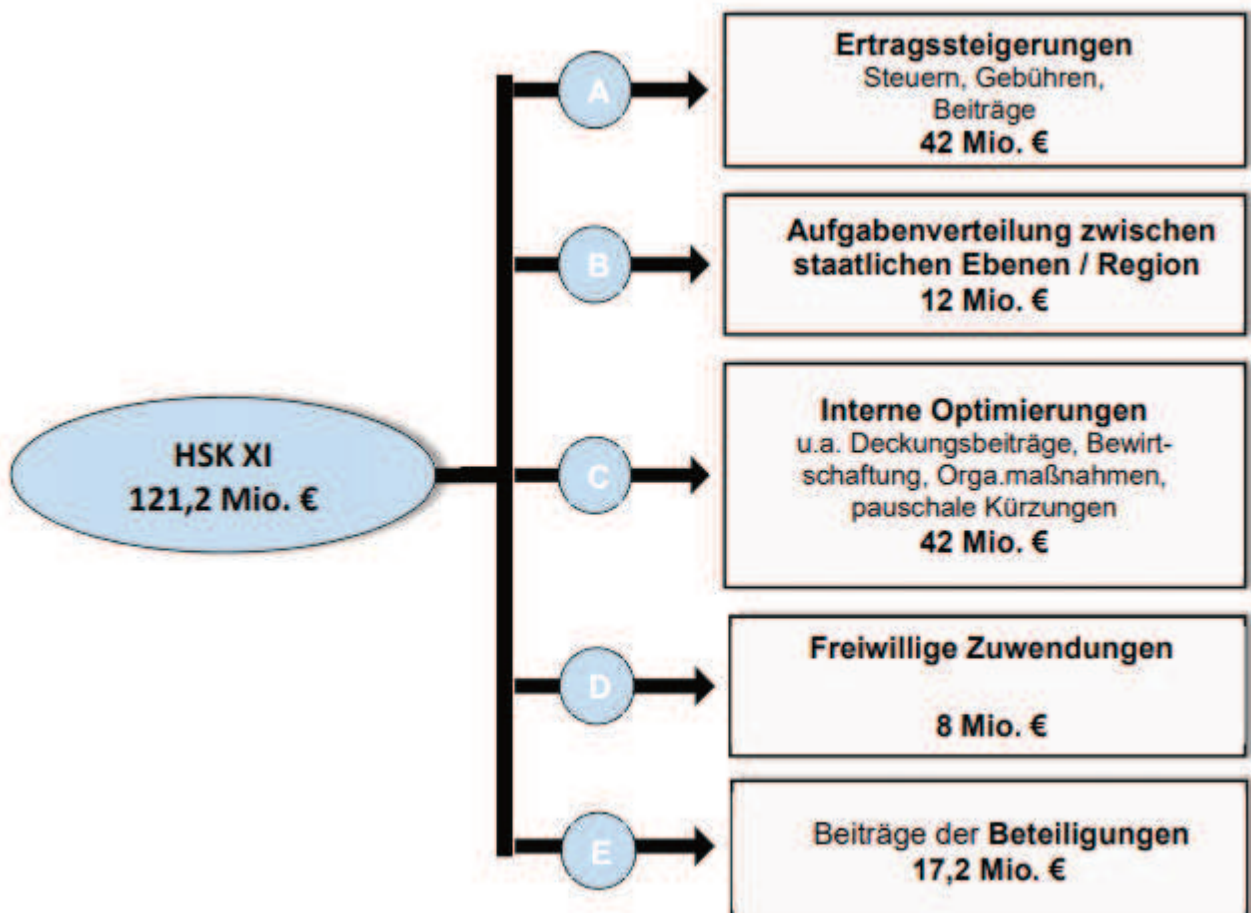 HSK XI
121,2 Mio. €
A
Ertragssteigerungen
Steuern, Gebühren,
Beiträge
42 Mio. €
B
Aufgabenverteilung zwischen
staatlichen Ebenen / Region
12 Mio. €
C
Interne Optimierungen
u.a. Deckungsbeiträge, Bewirt-
schaftung, Orga.maßnahmen,
pauschale Kürzungen
42 Mio. €
D
Freiwillige Zuwendungen
8 Mio. €
E
Beiträge der Beteiligungen
17,2 Mio. €